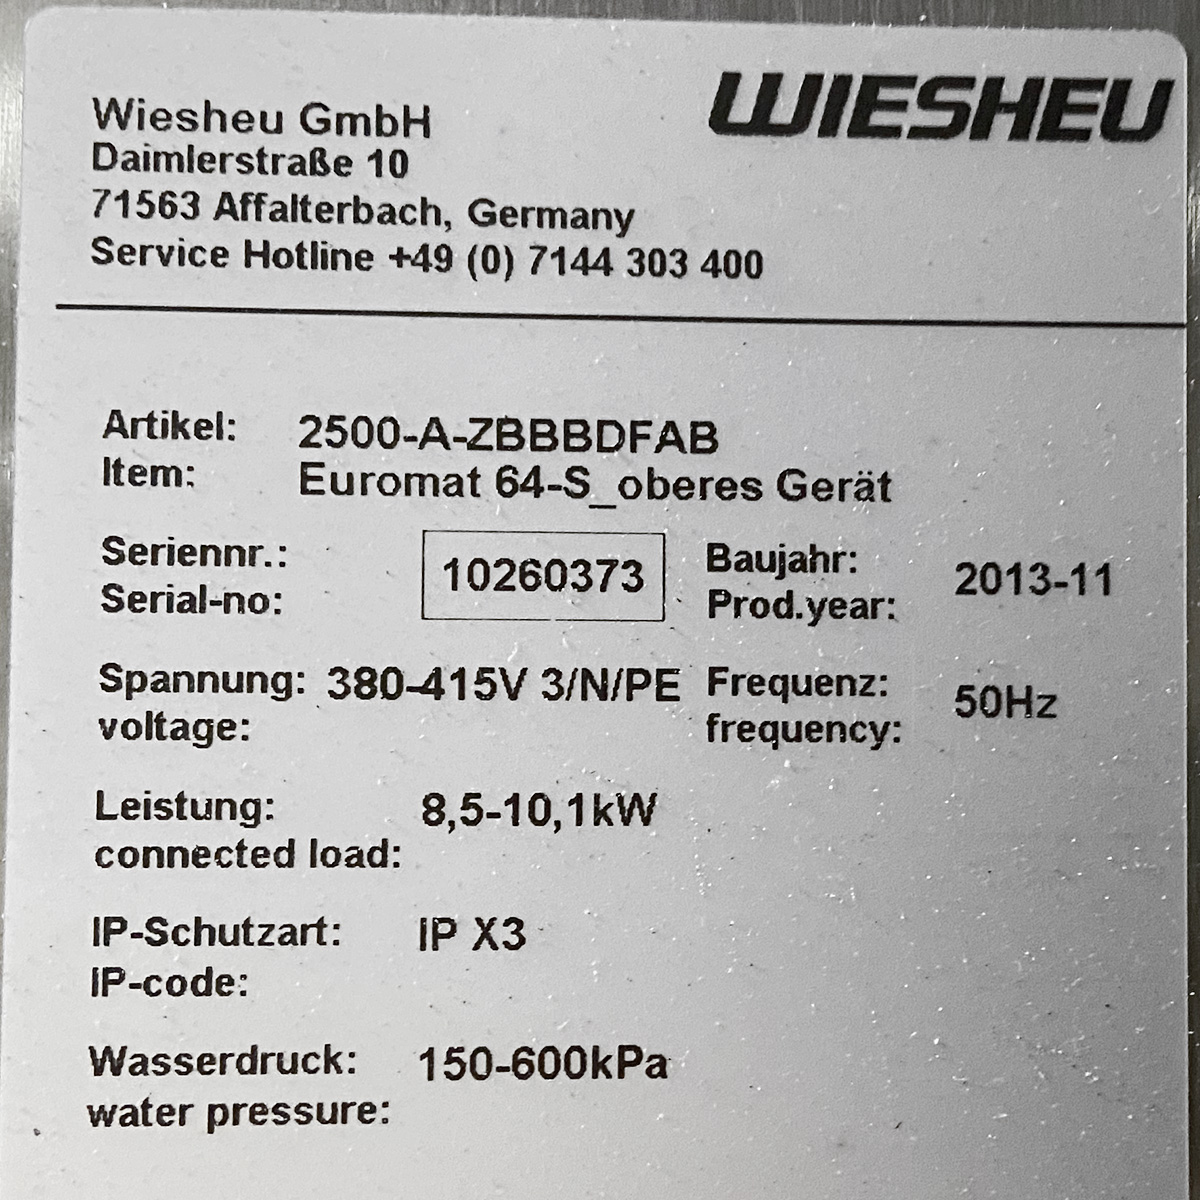 WIESHEU
Wiesheu GmbH
Daimlerstraße 10
71563 Affalterbach, Germany
Service Hotline +49 (0) 7144 303 400
Artikel: 2500-A-ZBBBDFAB
Item: Euromat 64-S_oberes Gerät
Seriennr.: 10260373 Baujahr: 2013-11
Serial-no: Prod.year:
Spannung: 380-415V 3/N/PE Frequenz: 50Hz
voltage: frequency:
Leistung: 8,5-10,1kW
connected load:
IP-Schutzart: IP X3
IP-code:
Wasserdruck: 150-600kPa
water pressure: